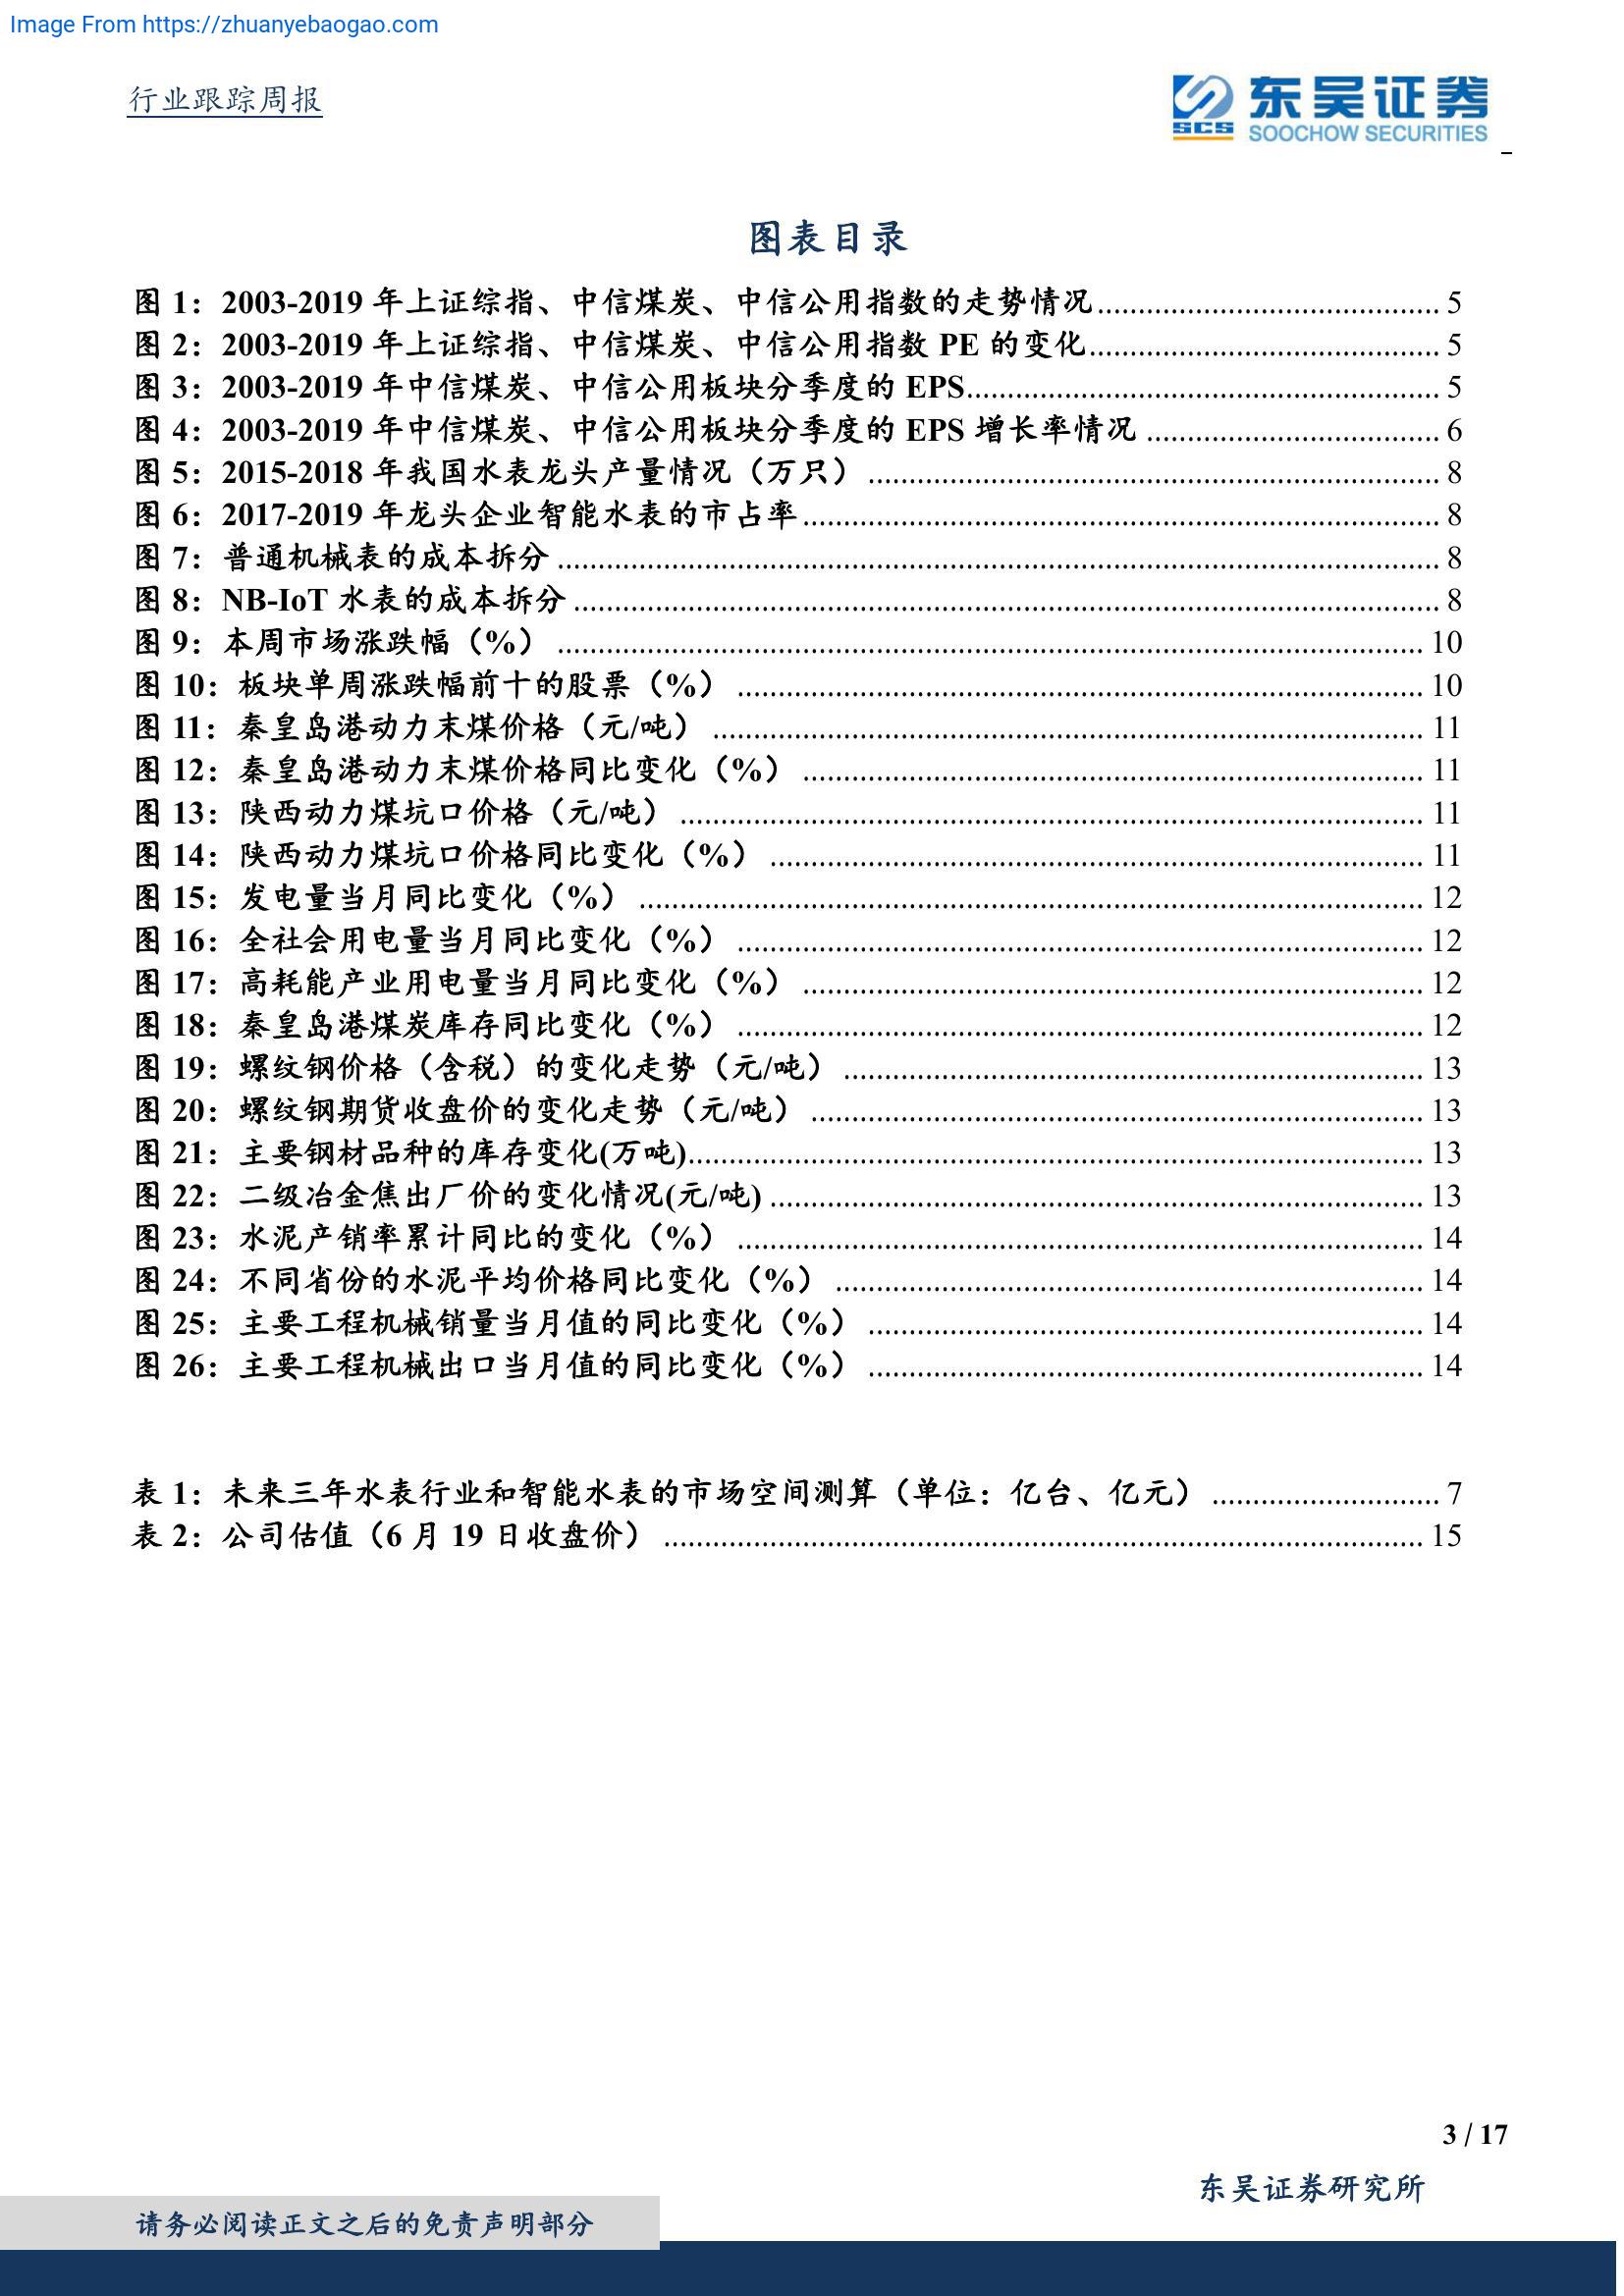 Image From https://zhuanyebaogao.com
行业跟踪周报
SCS 东吴证券
SOOCHOW SECURITIES
图表目录
图 1：2003-2019 年上证综指、中信煤炭、中信公用指数的走势情况 5
图 2：2003-2019 年上证综指、中信煤炭、中信公用指数 PE 的变化 5
图 3：2003-2019 年中信煤炭、中信公用板块分季度的 EPS 5
图 4：2003-2019 年中信煤炭、中信公用板块分季度的 EPS 增长率情况 6
图 5：2015-2018 年我国水表龙头产量情况（万只） 8
图 6：2017-2019 年龙头企业智能水表的市占率 8
图 7：普通机械表的成本拆分 8
图 8：NB-IoT 水表的成本拆分 8
图 9：本周市场涨跌幅（%） 10
图 10：板块单周涨跌幅前十的股票（%） 10
图 11：秦皇岛港动力末煤价格（元/吨） 11
图 12：秦皇岛港动力末煤价格同比变化（%） 11
图 13：陕西动力煤坑口价格（元/吨） 11
图 14：陕西动力煤坑口价格同比变化（%） 11
图 15：发电量当月同比变化（%） 12
图 16：全社会用电量当月同比变化（%） 12
图 17：高耗能产业用电量当月同比变化（%） 12
图 18：秦皇岛港煤炭库存同比变化（%） 12
图 19：螺纹钢价格（含税）的变化走势（元/吨） 13
图 20：螺纹钢期货收盘价的变化走势（元/吨） 13
图 21：主要钢材品种的库存变化(万吨) 13
图 22：二级冶金焦出厂价的变化情况(元/吨) 13
图 23：水泥产销率累计同比的变化（%） 14
图 24：不同省份的水泥平均价格同比变化（%） 14
图 25：主要工程机械销量当月值的同比变化（%） 14
图 26：主要工程机械出口当月值的同比变化（%） 14
表 1：未来三年水表行业和智能水表的市场空间测算（单位：亿台、亿元） 7
表 2：公司估值（6 月 19 日收盘价） 15
3 / 17
东吴证券研究所
请务必阅读正文之后的免责声明部分